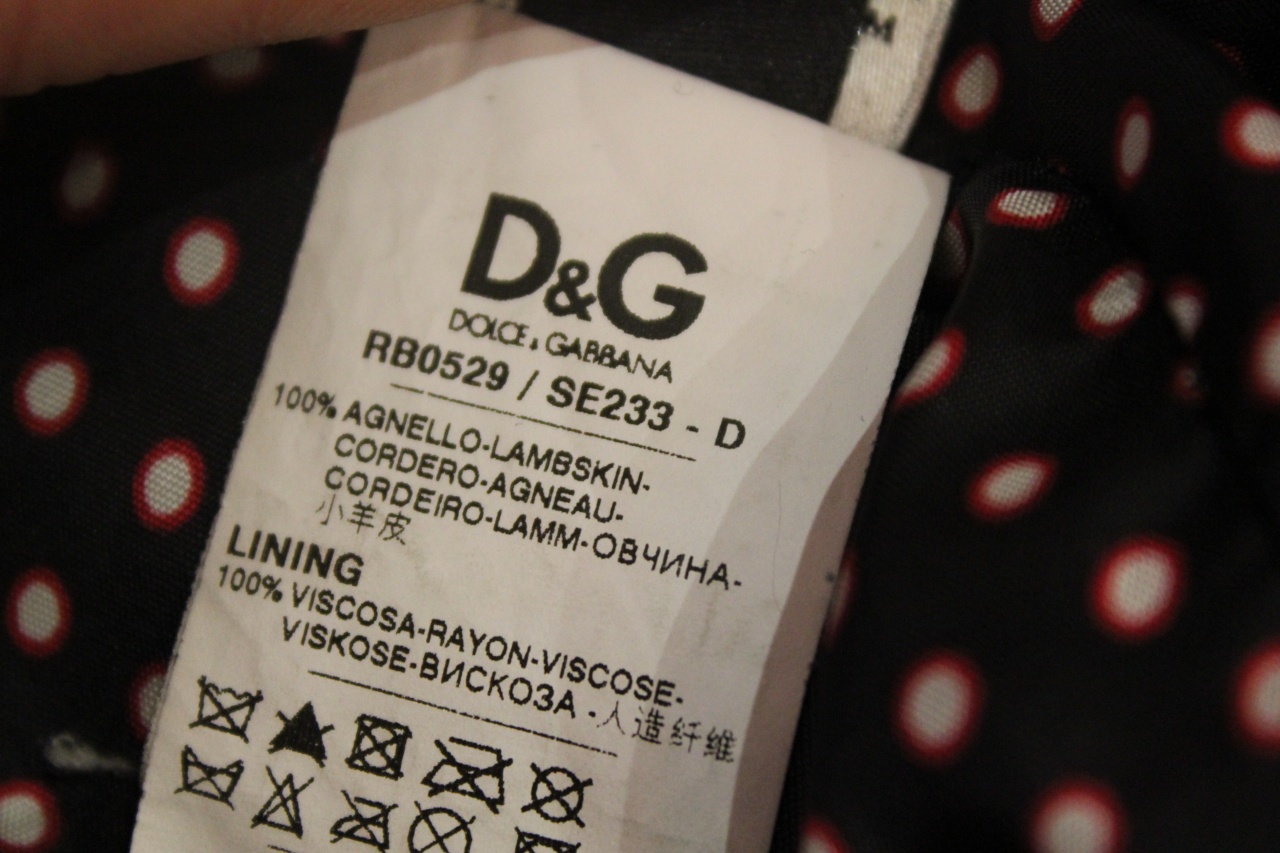 M
D&G
DOLCE & GABBANA
RB0529 / SE233 - D
100% AGNELLO-LAMBSKIN-
CORDERO-AGNEAU-
CORDEIRO-LAMM-ОВЧИНА-
小羊皮
LINING
100% VISCOSA-RAYON-VISCOSE-
VISKOSE-ВИСКОЗА -人造纤维